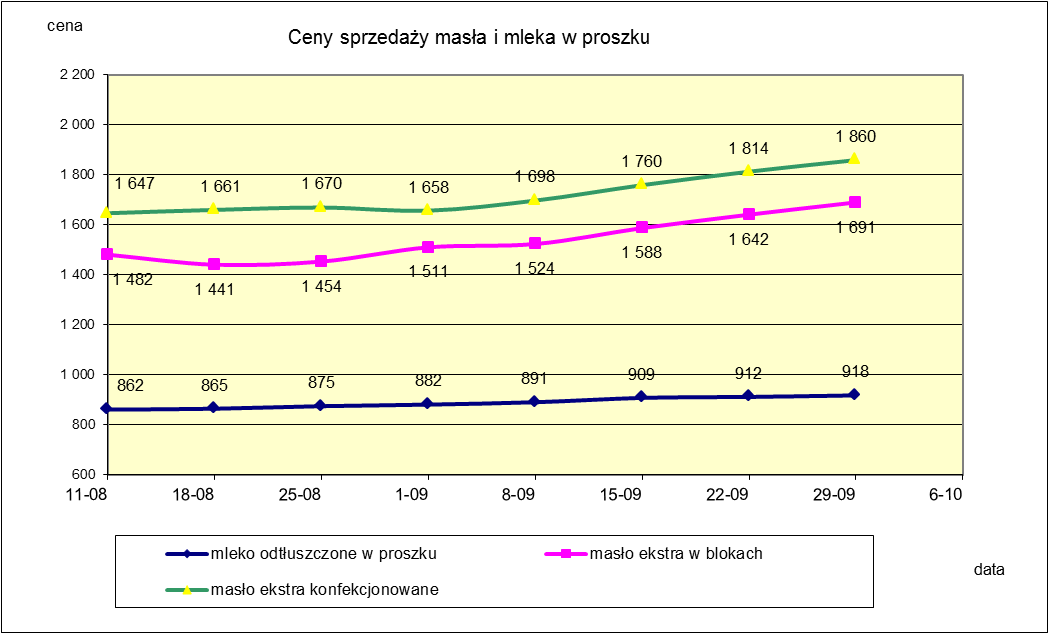 cena
Ceny sprzedaży masła i mleka w proszku
2 200
2 000
1 800
1 600
1 400
1 200
1 000
800
600
1 647 1 661 1 670 1 658 1 698 1 760 1 814 1 860
1 482 1 441 1 454 1 511 1 524 1 588 1 642 1 691
862 865 875 882 891 909 912 918
11-08 18-08 25-08 1-09 8-09 15-09 22-09 29-09 6-10
mleko odtłuszczone w proszku masło ekstra w blokach
masło ekstra konfekcjonowane
data